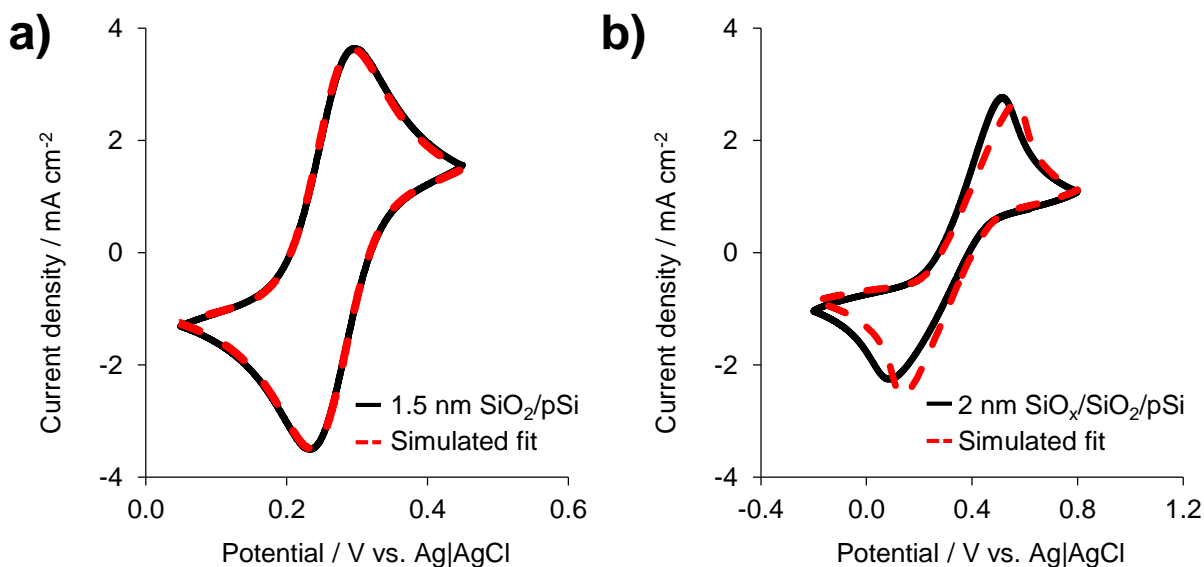 a)
4
2
0
-2
-4
Current density / mA cm-2
1.5 nm SiO2/pSi
Simulated fit
0.0 0.2 0.4 0.6
Potential / V vs. Ag|AgCl
b)
4
2
0
-2
-4
Current density / mA cm-2
2 nm SiOx/SiO2/pSi
Simulated fit
-0.4 0.0 0.4 0.8 1.2
Potential / V vs. Ag|AgCl